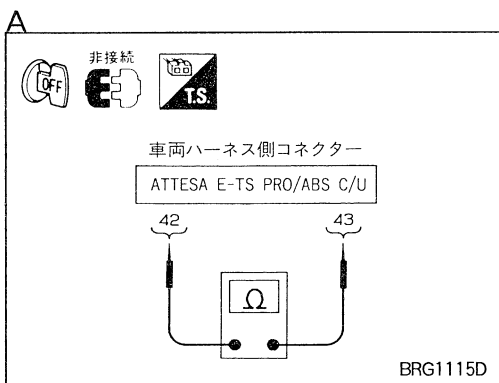 A
OFF
非接続
T.S.
車両ハーネス側コネクター
ATTESA E-TS PRO/ABS C/U
42
43
Ω
BRG1115D